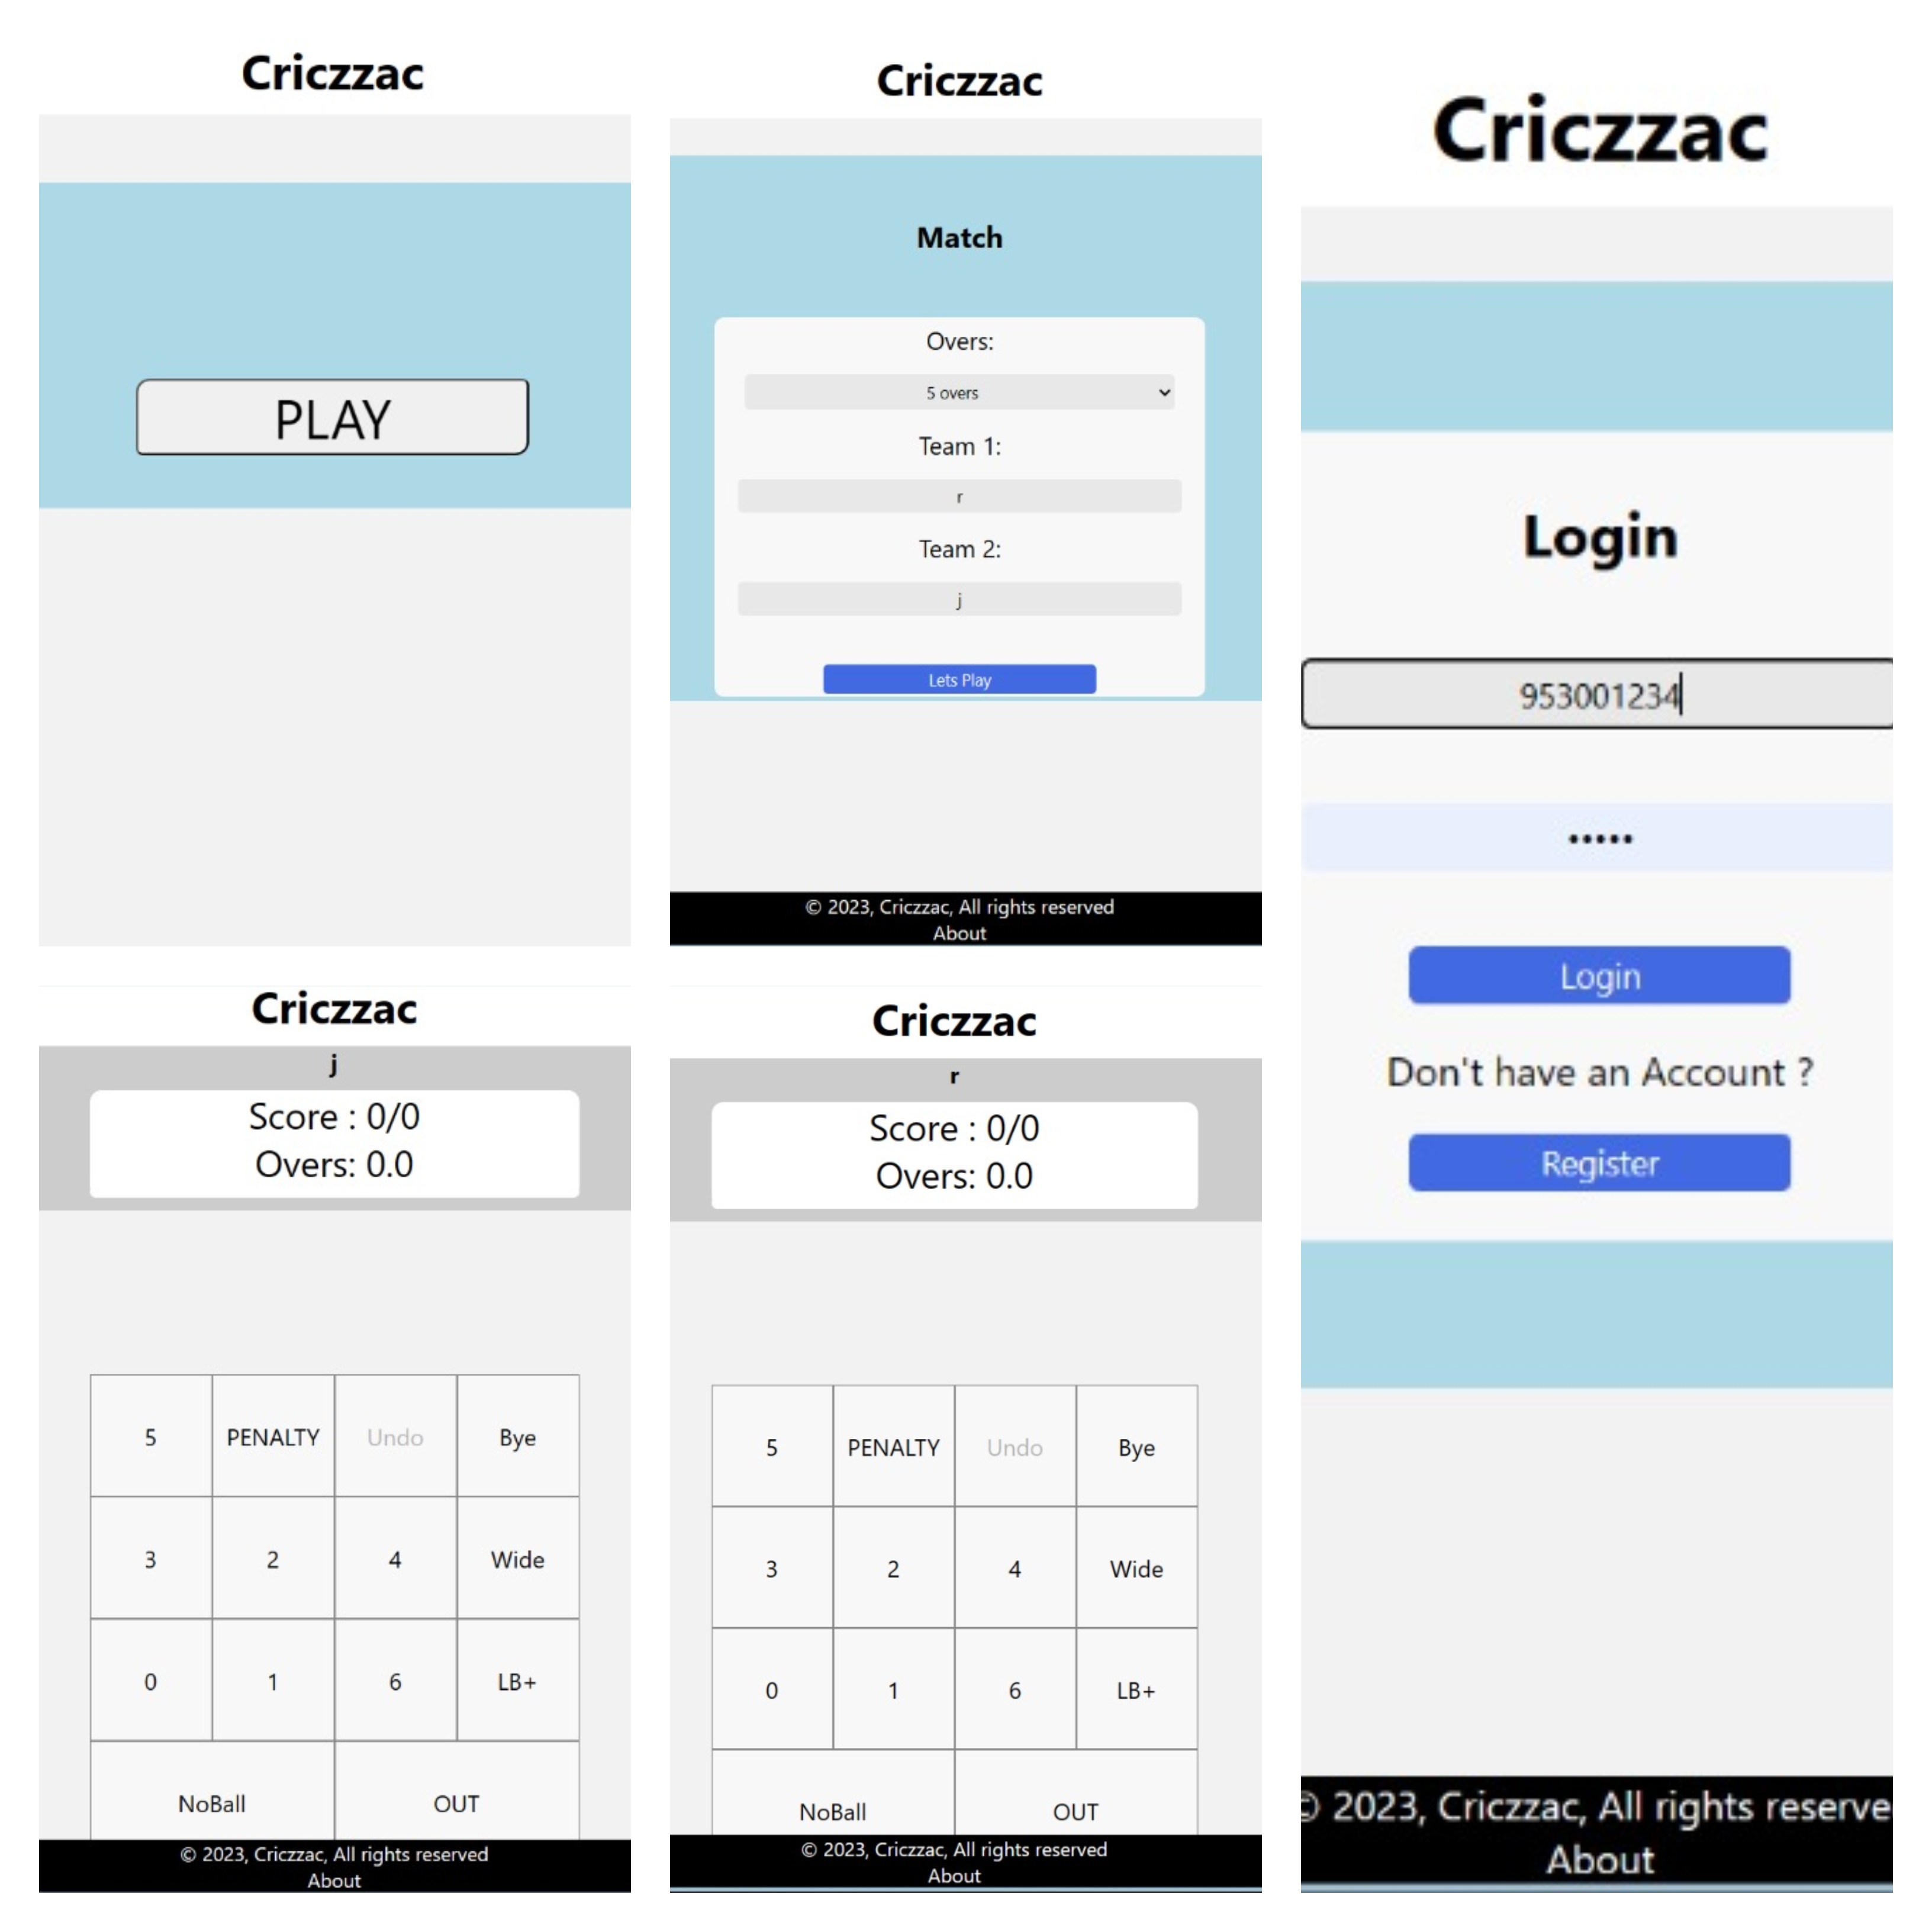 Criczzac
PLAY
Criczzac
Match
Overs:
5 overs
Team 1:
r
Team 2:
j
Lets Play
© 2023, Criczzac, All rights reserved
About
Criczzac
Login
953001234
•••••
Login
Don't have an Account ?
Register
© 2023, Criczzac, All rights reserve
About
Criczzac
j
Score : 0/0
Overs: 0.0
5 PENALTY Undo Bye
3 2 4 Wide
0 1 6 LB+
NoBall OUT
© 2023, Criczzac, All rights reserved
About
Criczzac
r
Score : 0/0
Overs: 0.0
5 PENALTY Undo Bye
3 2 4 Wide
0 1 6 LB+
NoBall OUT
© 2023, Criczzac, All rights reserved
About